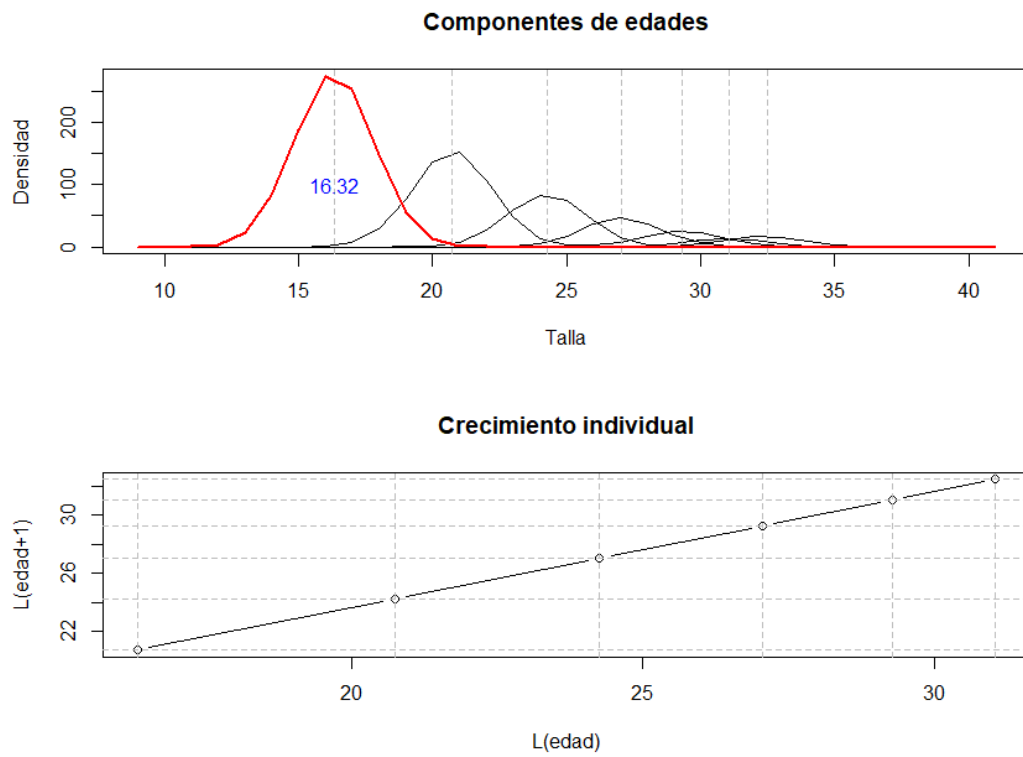 Componentes de edades
Densidad
0
100
200
16.32
10
15
20
25
30
35
40
Talla
Crecimiento individual
L(edad+1)
22
26
30
20
25
30
L(edad)